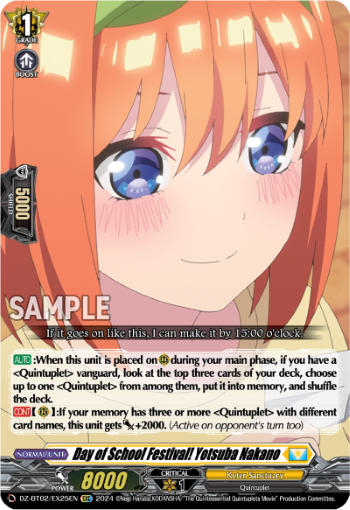 1
GRADE
BOOST
5000
SHIELD
SAMPLE
If it goes on like this, I can make it by 15:00 o'clock.
AUTO:When this unit is placed on during your main phase, if you have a
<Quintuplet> vanguard, look at the top three cards of your deck, choose
up to one <Quintuplet> from among them, put it into memory, and shuffle
the deck.
CONT【 】:If your memory has three or more <Quintuplet> with different
card names, this unit gets +2000. (Active on opponent's turn too)
NORMAL UNIT
Day of School Festival! Yotsuba Nakano
POWER 8000
CRITICAL
1
Keter Sanctuary
Quintuplet
DZ-BT02/EX25EN 2024 ©Negi Haruba,KODANSHA/"The Quintessential Quintuplets Movie" Production Committee.